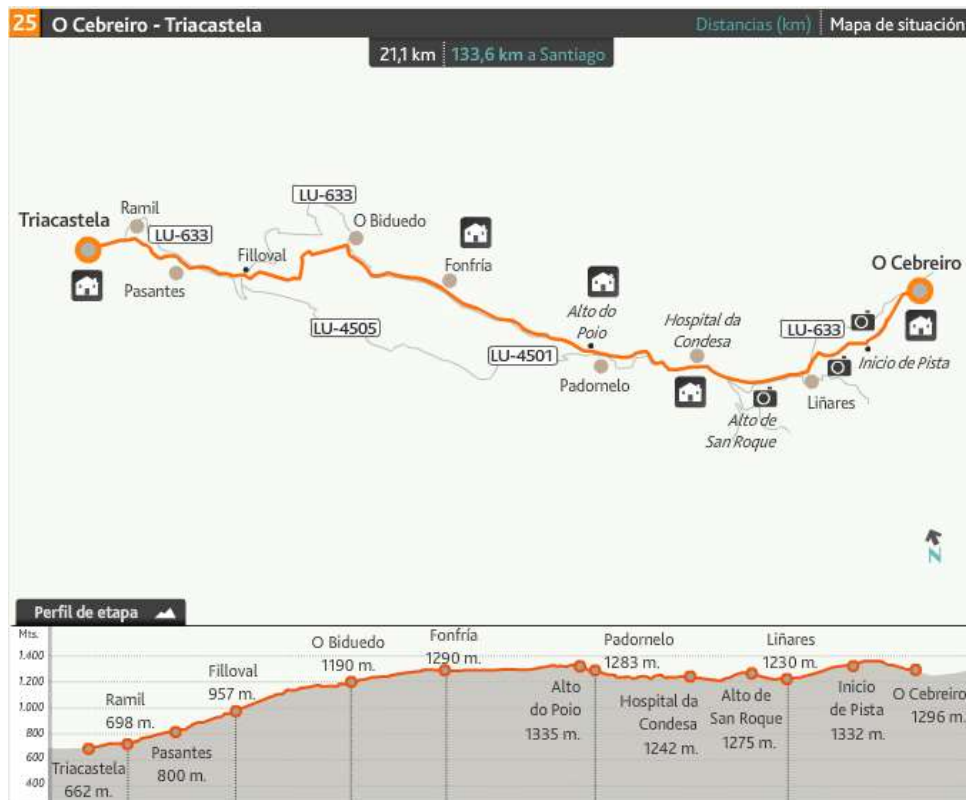 25 O Cebreiro - Triacastela
Distancias (km) Mapa de situación
21,1 km 133,6 km a Santiago
LU-633
Ramil
Triacastela
LU-633
O Biduedo
Filloval
Pasantes
Fonfría
O Cebreiro
Alto do
Poio
Hospital da
Condesa
LU-633
LU-4505
LU-4501
Inicio de Pista
Padornelo
Liñares
Alto de
San Roque
N
Perfil de etapa
Mts.
1.400
1.200
1.000
800
600
400
Triacastela
662 m.
Ramil
698 m.
Pasantes
800 m.
Filloval
957 m.
O Biduedo
1190 m.
Fonfría
1290 m.
Alto
do Poio
1335 m.
Padornelo
1283 m.
Hospital da
Condesa
1242 m.
Alto de
San Roque
1275 m.
Liñares
1230 m.
Inicio
de Pista
1332 m.
O Cebreiro
1296 m.